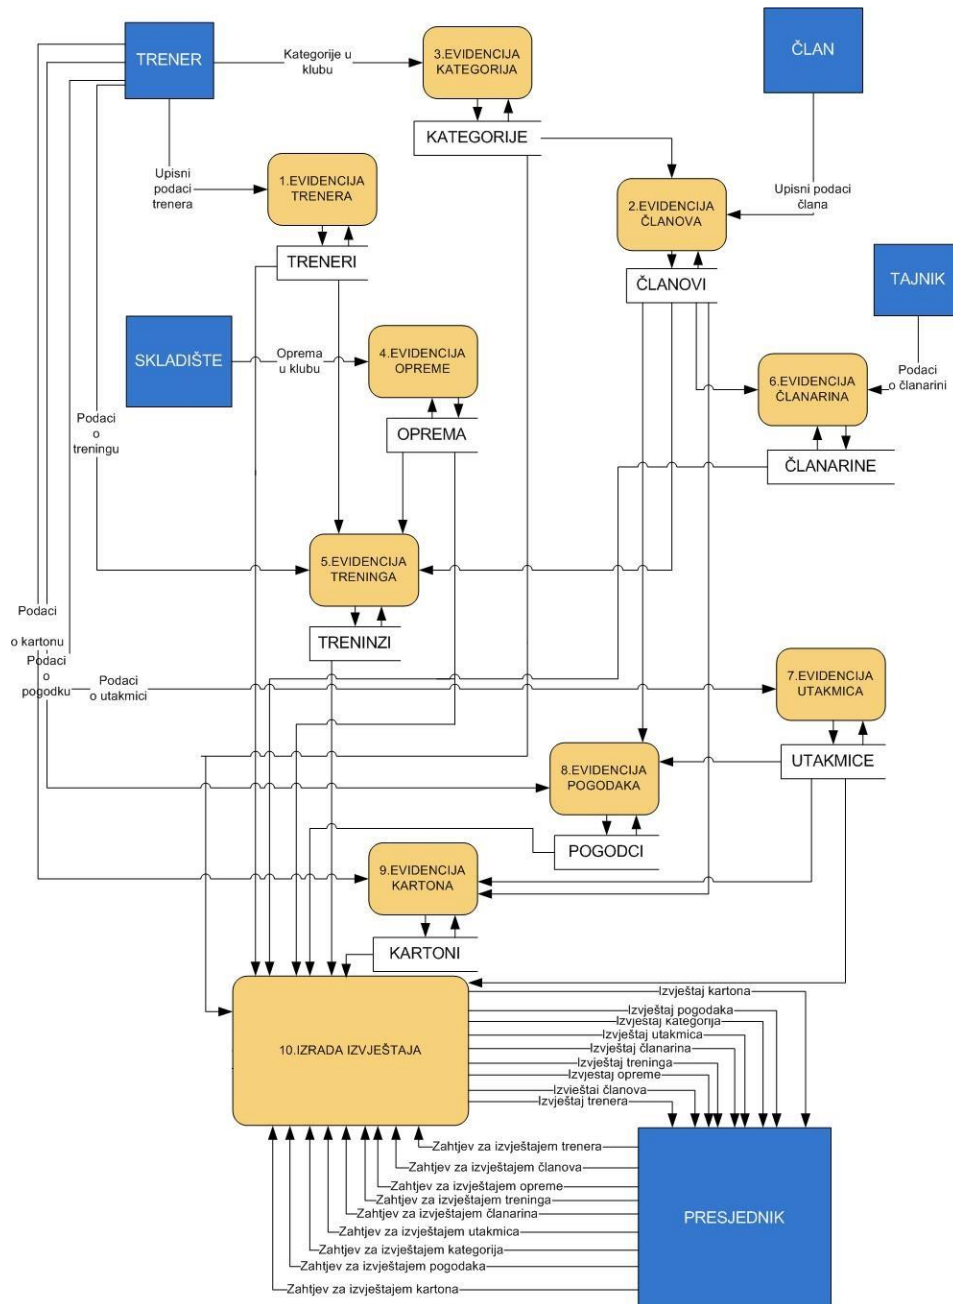 TRENER
Kategorije u
klubu
3.EVIDENCIJA
KATEGORIJA
ČLAN
KATEGORIJE
Upisni
podaci
trenera
1.EVIDENCIJA
TRENERA
2.EVIDENCIJA
ČLANOVA
Upisni podaci
člana
TRENERI
ČLANOVI
TAJNIK
SKLADIŠTE
Oprema
u klubu
4.EVIDENCIJA
OPREME
6.EVIDENCIJA
ČLANARINA
Podaci
o članarini
Podaci
o
treningu
OPREMA
ČLANARINE
5.EVIDENCIJA
TRENINGA
TRENINZI
Podaci
o kartonu
Podaci
o
pogodku
Podaci
o utakmici
7.EVIDENCIJA
UTAKMICA
UTAKMICE
8.EVIDENCIJA
POGODAKA
POGODCI
9.EVIDENCIJA
KARTONA
KARTONI
10.IZRADA IZVJEŠTAJA
Izvještaj kartona
Izvještaj pogodaka
Izvještaj kategorija
Izvještaj utakmica
Izvještaj članarina
Izvještaj treninga
Izvještaj opreme
Izvještaj članova
Izvještaj trenera
Zahtjev za izvještajem trenera
Zahtjev za izvještajem članova
Zahtjev za izvještajem opreme
Zahtjev za izvještajem treninga
Zahtjev za izvještajem članarina
Zahtjev za izvještajem utakmica
Zahtjev za izvještajem kategorija
Zahtjev za izvještajem pogodaka
Zahtjev za izvještajem kartona
PRESJEDNIK